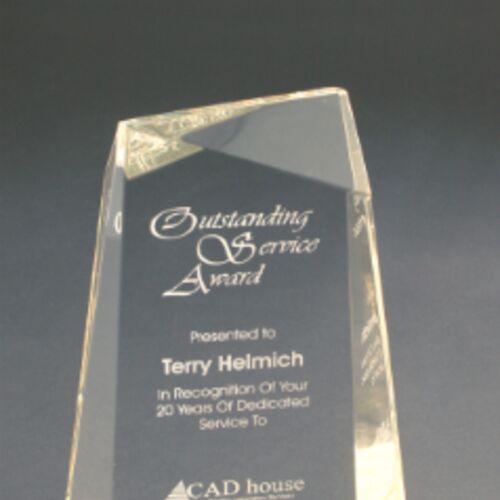 Outstanding
Service
Award
Presented to
Terry Helmich
In Recognition Of Your
20 Years Of Dedicated
Service To
CAD house